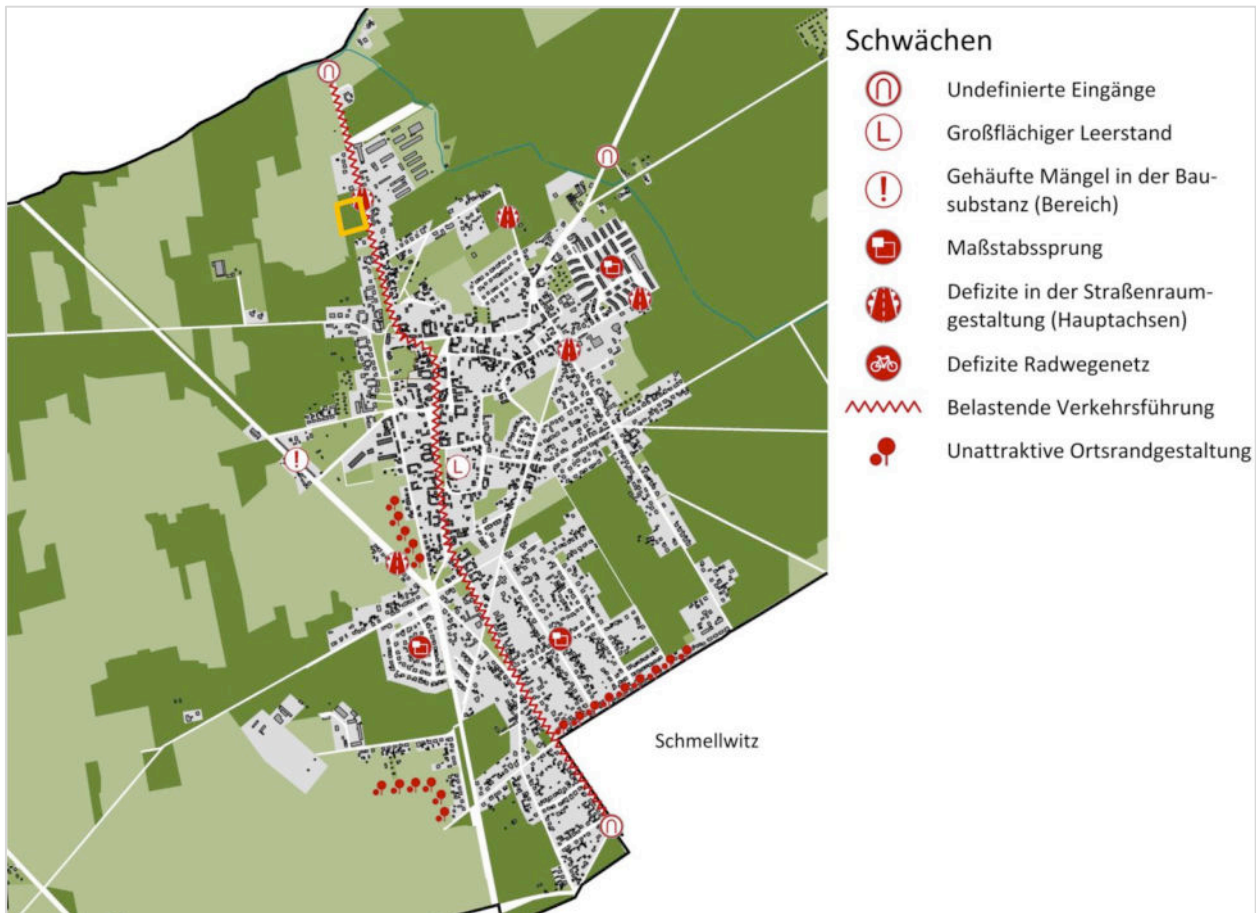 Schwächen
Undefinierte Eingänge
L
Großflächiger Leerstand
!
Gehäufte Mängel in der Bau-
substanz (Bereich)
Maßstabssprung
Defizite in der Straßenraum-
gestaltung (Hauptachsen)
Defizite Radwegenetz
Belastende Verkehrsführung
Unattraktive Ortsrandgestaltung
!
L
Schmellwitz